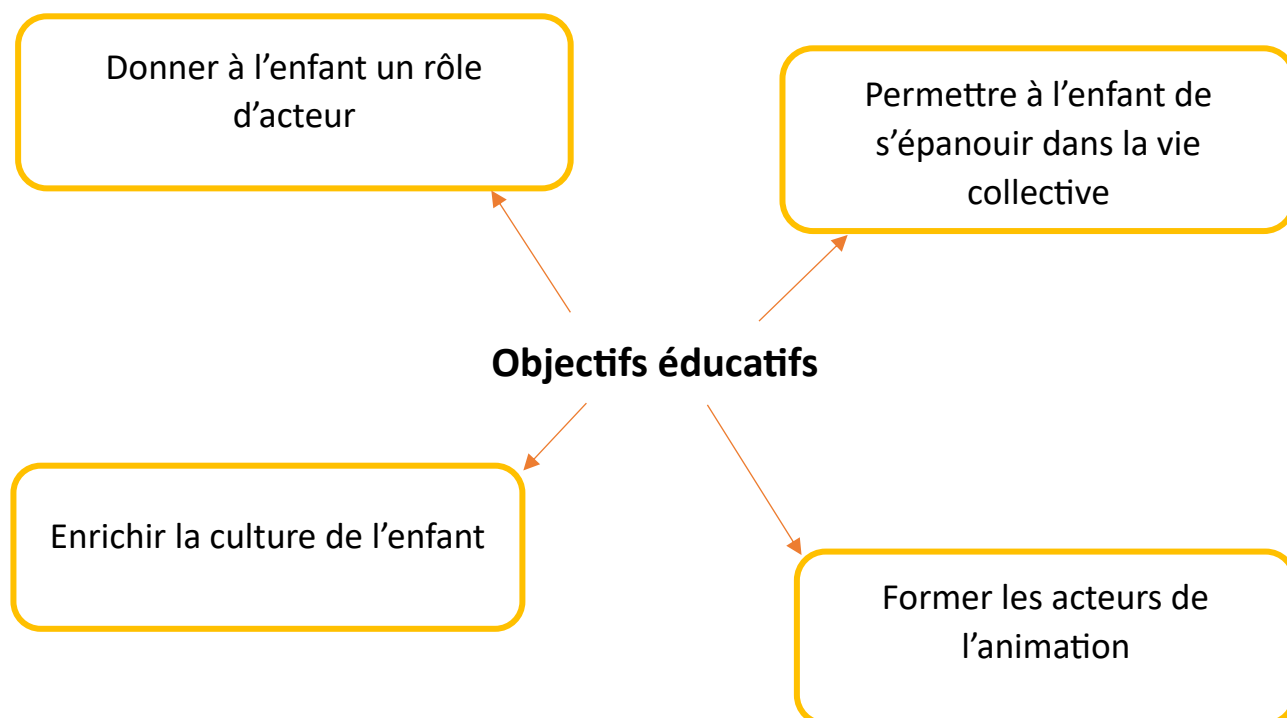 Donner à l’enfant un rôle
d’acteur
Permettre à l’enfant de
s’épanouir dans la vie
collective
Objectifs éducatifs
Enrichir la culture de l’enfant
Former les acteurs de
l’animation